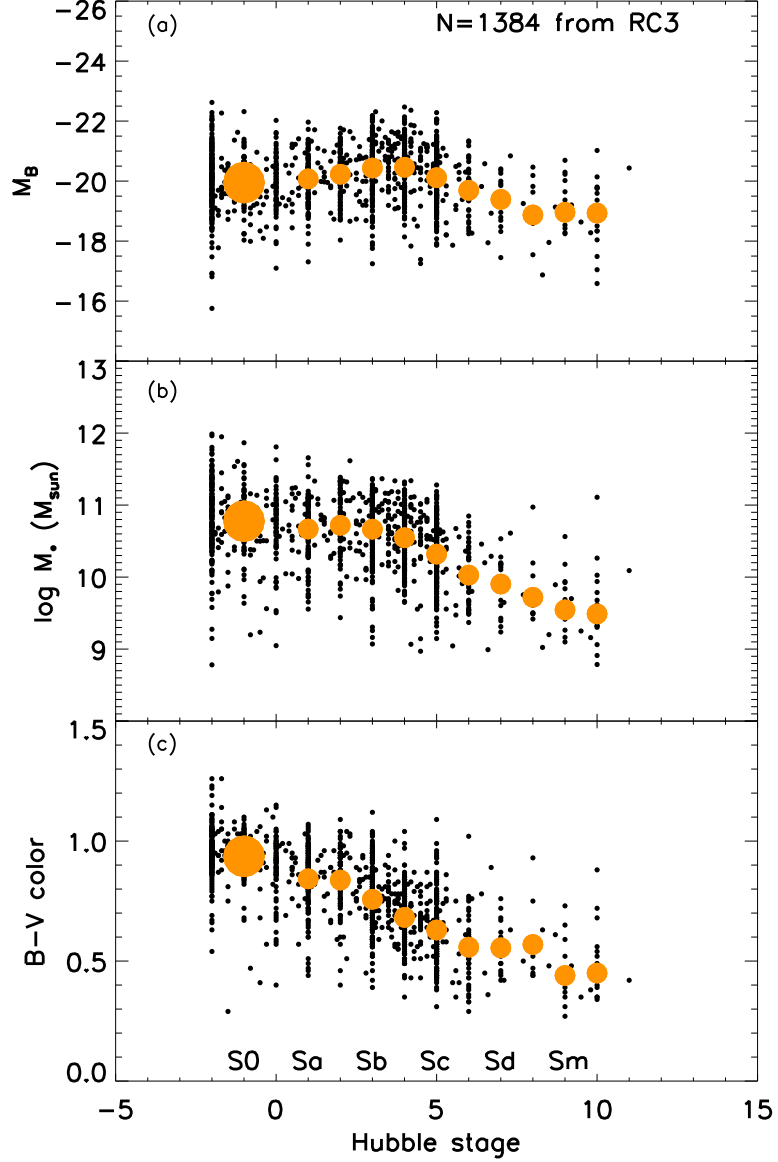 (a)
N=1384 from RC3
-26
-24
-22
-20
-18
-16
M_B
(b)
13
12
11
10
9
log M_* (M_sun)
(c)
1.5
1.0
0.5
0.0
B-V color
S0 Sa Sb Sc Sd Sm
-5 0 5 10 15
Hubble stage